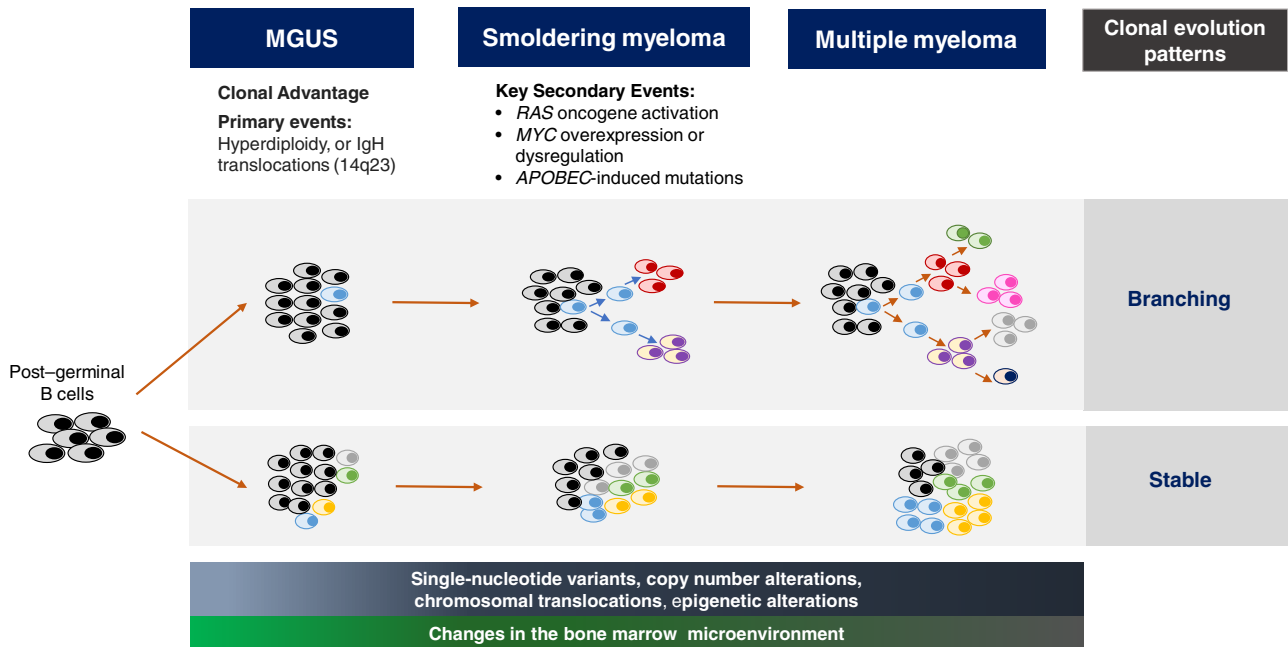 MGUS
Smoldering myeloma
Multiple myeloma
Clonal evolution
patterns
Clonal Advantage
Primary events:
Hyperdiploidy, or IgH
translocations (14q23)
Key Secondary Events:
• RAS oncogene activation
• MYC overexpression or
dysregulation
• APOBEC-induced mutations
Branching
Post–germinal
B cells
Stable
Single-nucleotide variants, copy number alterations,
chromosomal translocations, epigenetic alterations
Changes in the bone marrow microenvironment